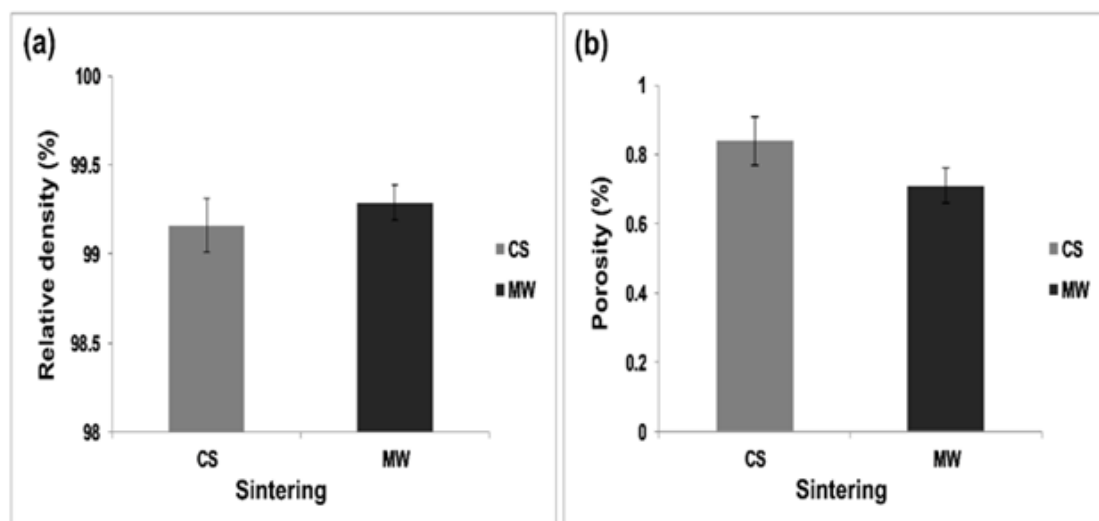 (a)
Relative density (%)
100
99.5
99
98.5
98
CS
MW
Sintering
CS
MW
(b)
Porosity (%)
1
0.8
0.6
0.4
0.2
0
CS
MW
Sintering
CS
MW